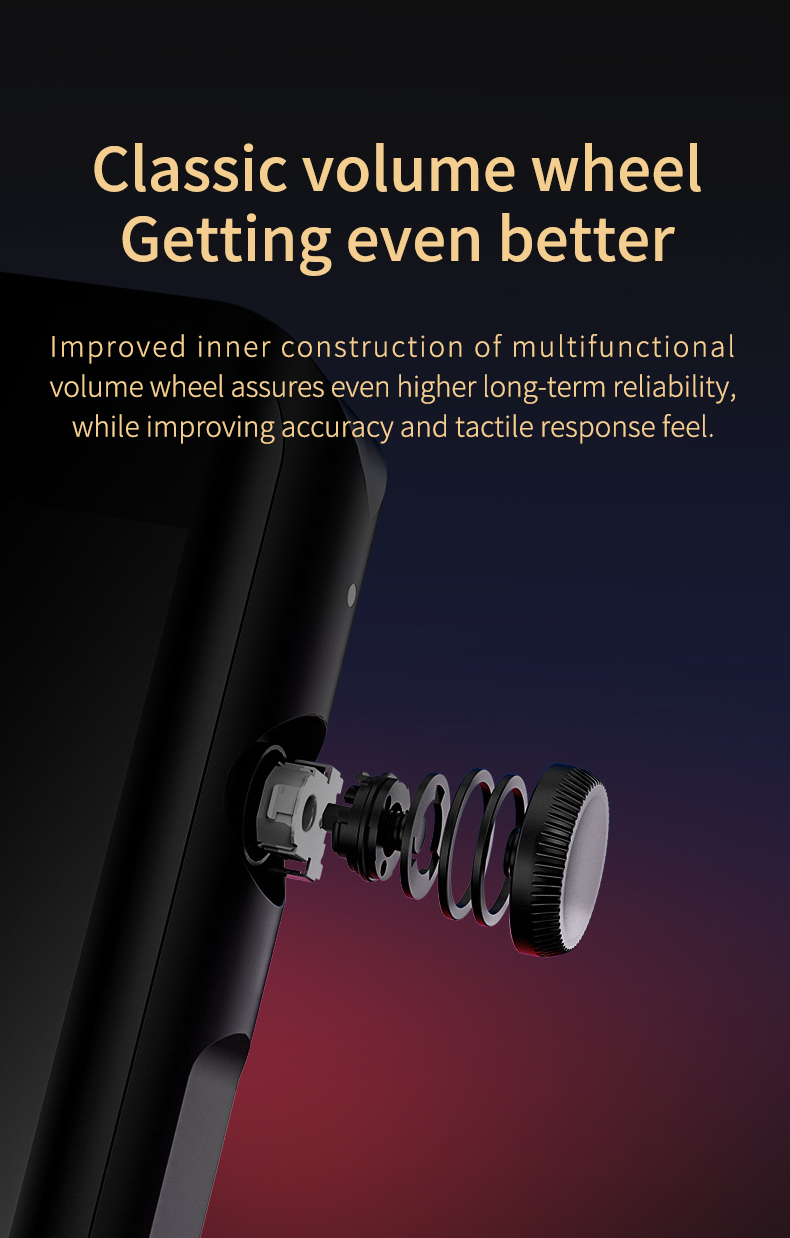 Classic volume wheel
Getting even better
Improved inner construction of multifunctional
volume wheel assures even higher long-term reliability,
while improving accuracy and tactile response feel.